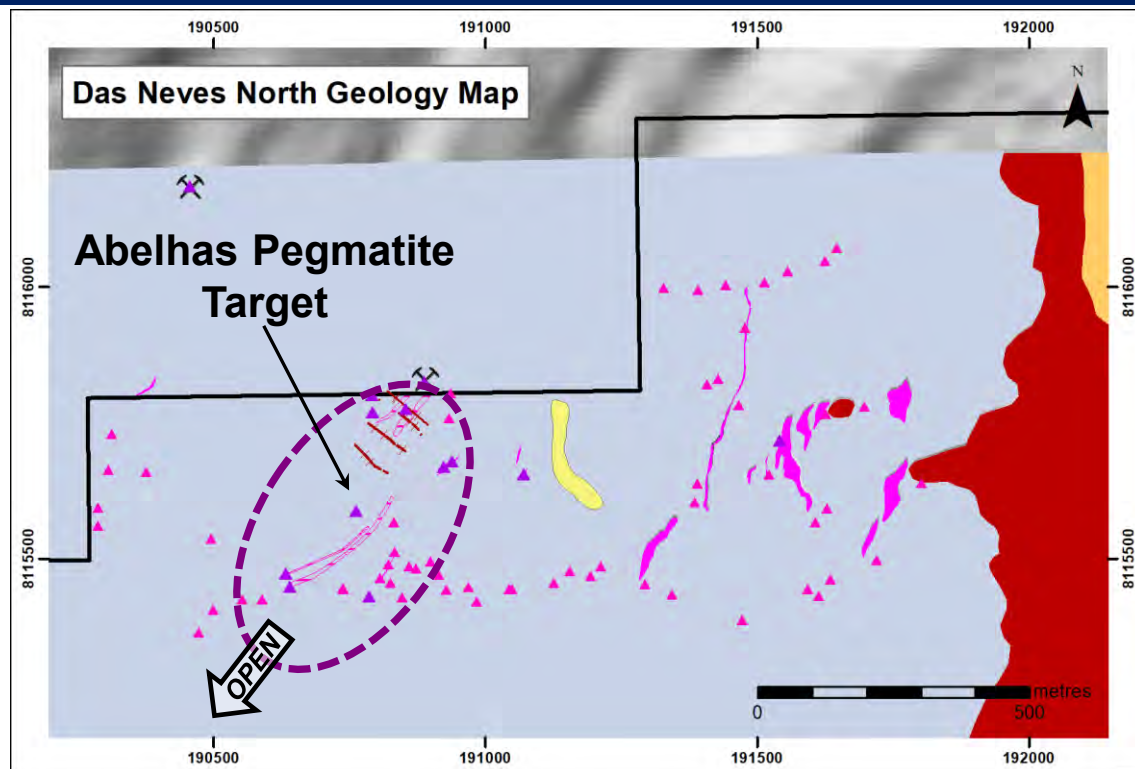 190500 191000 191500 192000
Das Neves North Geology Map
N
Abelhas Pegmatite
Target
8116000 8116000
8115500 8115500
OPEN
metres
0 500
190500 191000 191500 192000